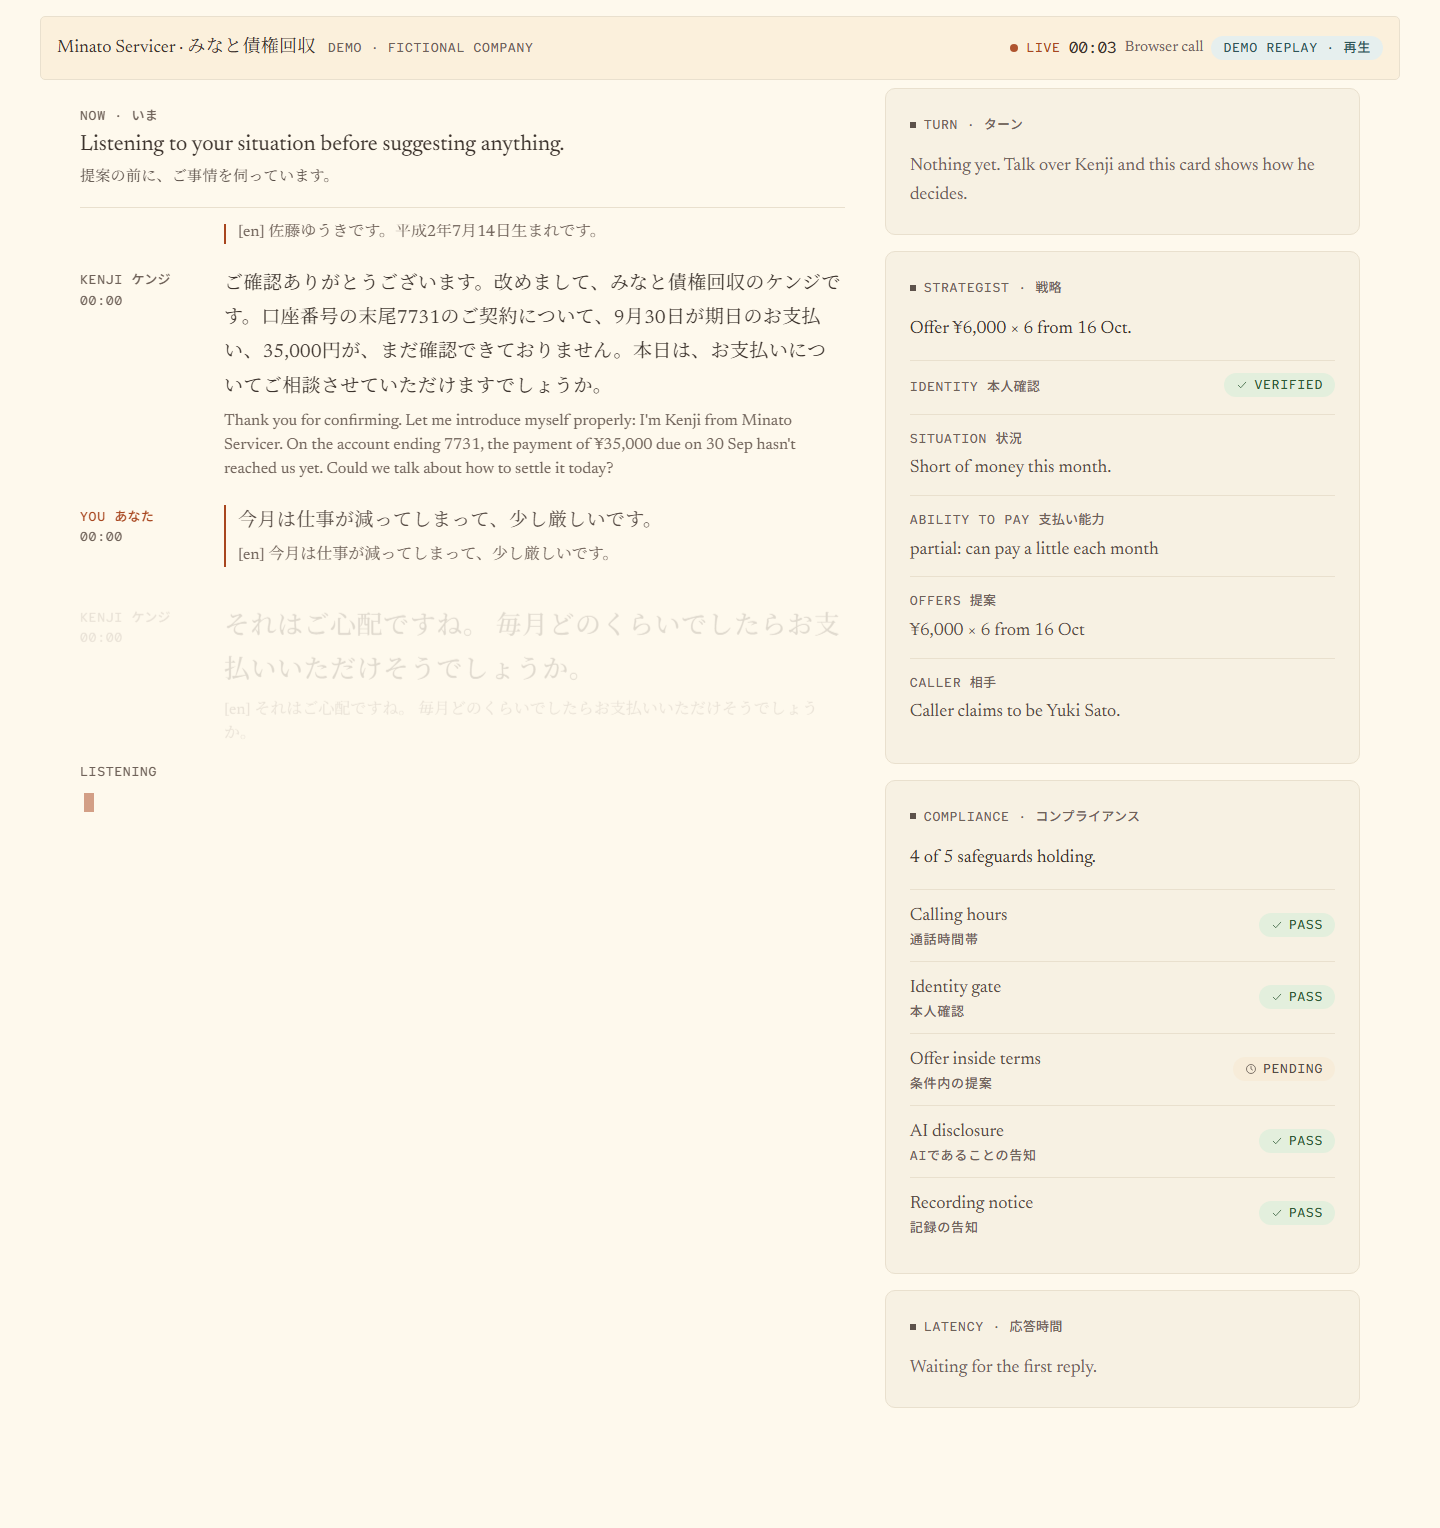 Minato Servicer · みなと債権回収 DEMO · FICTIONAL COMPANY
LIVE 00:03 Browser call DEMO REPLAY · 再生
NOW · いま
Listening to your situation before suggesting anything.
提案の前に、ご事情を伺っています。
[en] 佐藤ゆうきです。平成2年7月14日生まれです。
KENJI ケンジ
00:00
ご確認ありがとうございます。改めまして、みなと債権回収のケンジで
す。口座番号の末尾7731のご契約について、9月30日が期日のお支払
い、35,000円が、まだ確認できておりません。本日は、お支払いにつ
いてご相談させていただけますでしょうか。
Thank you for confirming. Let me introduce myself properly: I'm Kenji from Minato
Servicer. On the account ending 7731, the payment of ¥35,000 due on 30 Sep hasn't
reached us yet. Could we talk about how to settle it today?
YOU あなた
00:00
今月は仕事が減ってしまって、少し厳しいです。
[en] 今月は仕事が減ってしまって、少し厳しいです。
KENJI ケンジ
00:00
それはご心配ですね。 毎月どのくらいでしたらお支
払いいただけそうでしょうか。
[en] それはご心配ですね。 毎月どのくらいでしたらお支払いいただけそうでしょう
か。
LISTENING
TURN · ターン
Nothing yet. Talk over Kenji and this card shows how he
decides.
STRATEGIST · 戦略
Offer ¥6,000 × 6 from 16 Oct.
IDENTITY 本人確認
VERIFIED
SITUATION 状況
Short of money this month.
ABILITY TO PAY 支払い能力
partial: can pay a little each month
OFFERS 提案
¥6,000 × 6 from 16 Oct
CALLER 相手
Caller claims to be Yuki Sato.
COMPLIANCE · コンプライアンス
4 of 5 safeguards holding.
Calling hours
通話時間帯
PASS
Identity gate
本人確認
PASS
Offer inside terms
条件内の提案
PENDING
AI disclosure
AIであることの告知
PASS
Recording notice
記録の告知
PASS
LATENCY · 応答時間
Waiting for the first reply.